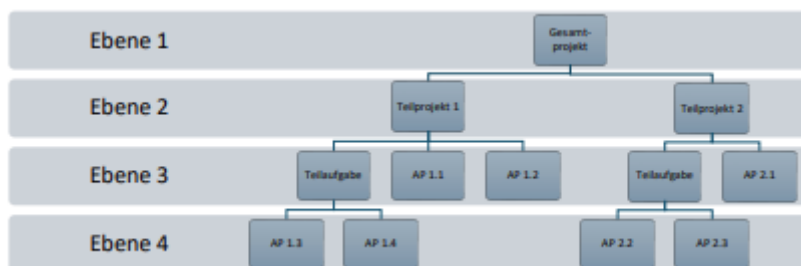 Ebene 1
Gesamt-
projekt
Ebene 2
Teilprojekt 1
Teilprojekt 2
Ebene 3
Teilaufgabe
AP 1.1
AP 1.2
Teilaufgabe
AP 2.1
Ebene 4
AP 1.3
AP 1.4
AP 2.2
AP 2.3